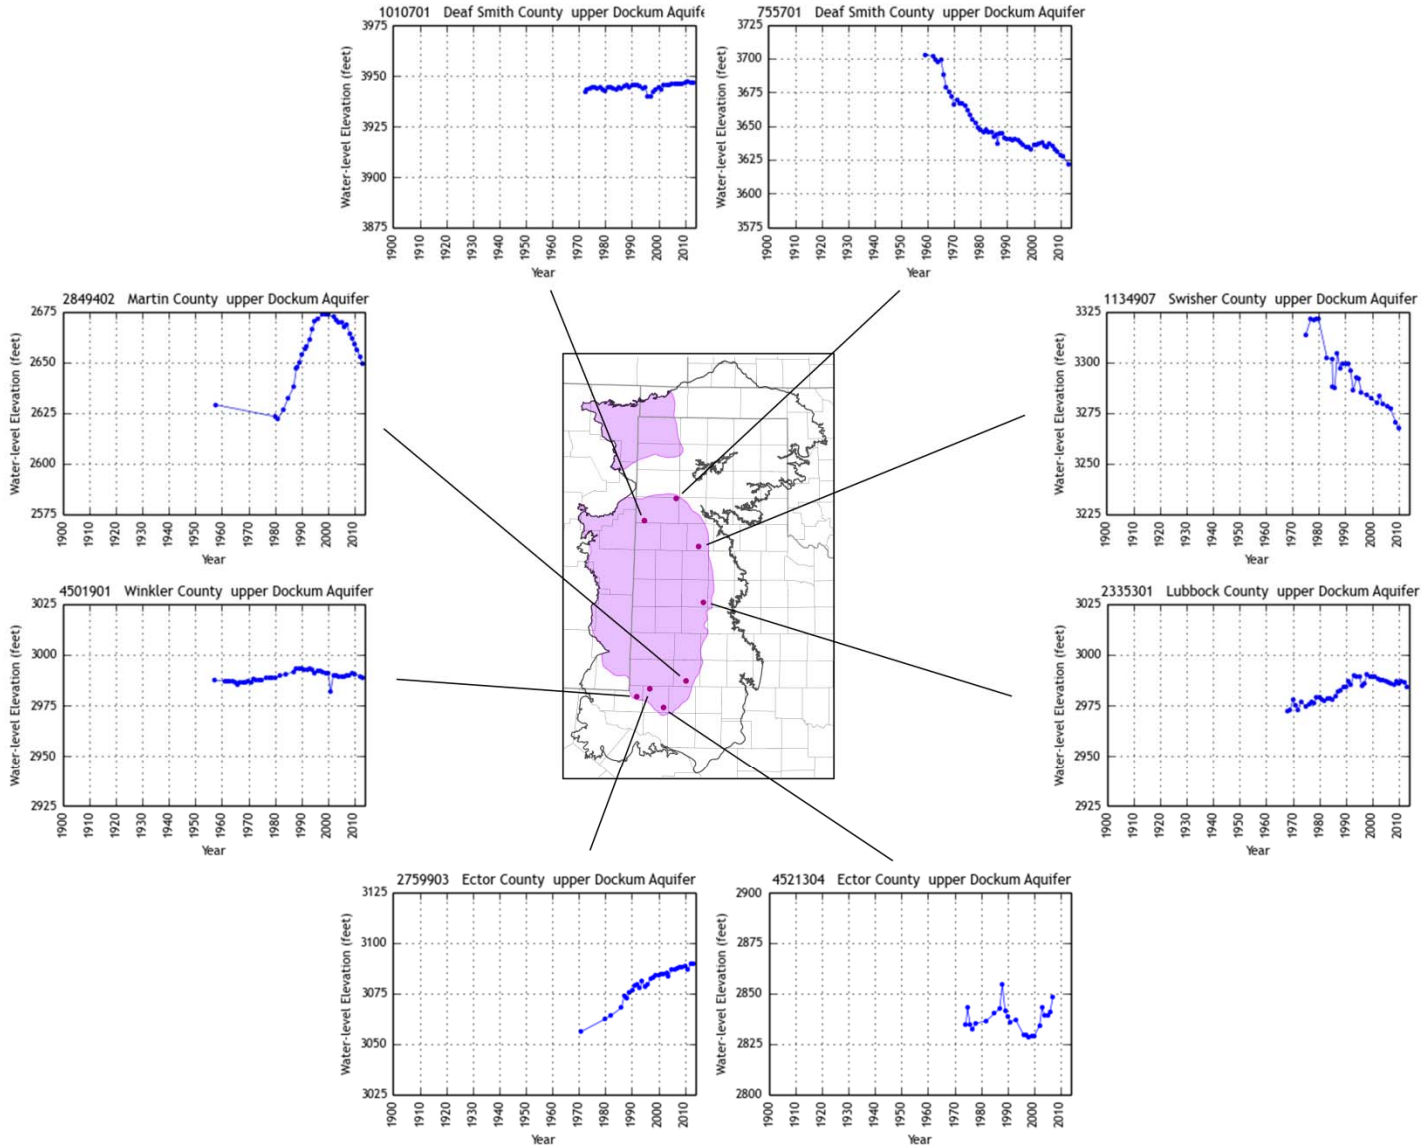 1010701 Deaf Smith County upper Dockum Aquife
Water-level Elevation (feet)
3975
3950
3925
3900
3875
1900 1910 1920 1930 1940 1950 1960 1970 1980 1990 2000 2010
Year
755701 Deaf Smith County upper Dockum Aquifer
Water-level Elevation (feet)
3725
3700
3675
3650
3625
3600
3575
1900 1910 1920 1930 1940 1950 1960 1970 1980 1990 2000 2010
Year
2849402 Martin County upper Dockum Aquifer
Water-level Elevation (feet)
2675
2650
2625
2600
2575
1900 1910 1920 1930 1940 1950 1960 1970 1980 1990 2000 2010
Year
1134907 Swisher County upper Dockum Aquifer
Water-level Elevation (feet)
3325
3300
3275
3250
3225
1900 1910 1920 1930 1940 1950 1960 1970 1980 1990 2000 2010
Year
4501901 Winkler County upper Dockum Aquifer
Water-level Elevation (feet)
3025
3000
2975
2950
2925
1900 1910 1920 1930 1940 1950 1960 1970 1980 1990 2000 2010
Year
2335301 Lubbock County upper Dockum Aquifer
Water-level Elevation (feet)
3025
3000
2975
2950
2925
1900 1910 1920 1930 1940 1950 1960 1970 1980 1990 2000 2010
Year
2759903 Ector County upper Dockum Aquifer
Water-level Elevation (feet)
3125
3100
3075
3050
3025
1900 1910 1920 1930 1940 1950 1960 1970 1980 1990 2000 2010
Year
4521304 Ector County upper Dockum Aquifer
Water-level Elevation (feet)
2900
2875
2850
2825
2800
1900 1910 1920 1930 1940 1950 1960 1970 1980 1990 2000 2010
Year